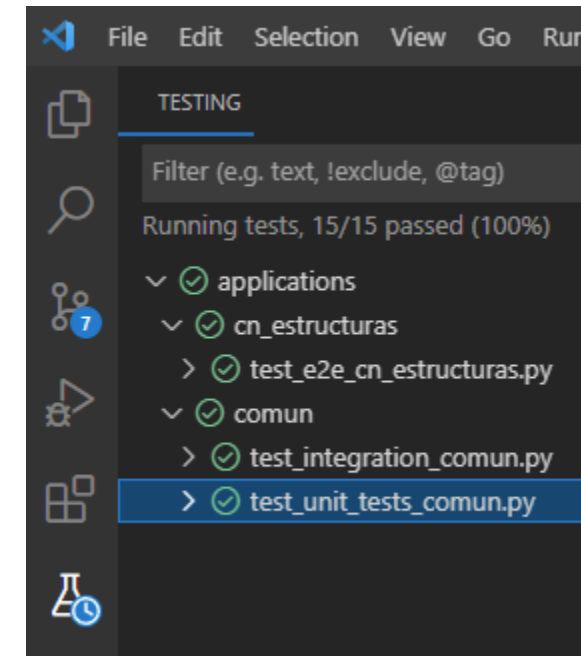 File Edit Selection View Go Run
TESTING
Filter (e.g. text, !exclude, @tag)
Running tests, 15/15 passed (100%)
applications
cn_estructuras
7
test_e2e_cn_estructuras.py
comun
test_integration_comun.py
test_unit_tests_comun.py